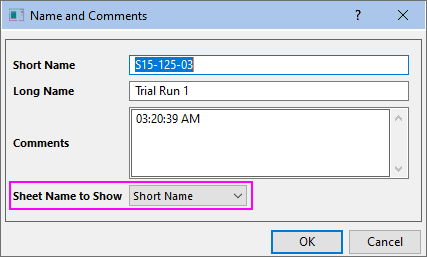 Name and Comments
Short Name S15-125-03
Long Name Trial Run 1
Comments 03:20:39 AM
Sheet Name to Show Short Name
OK Cancel